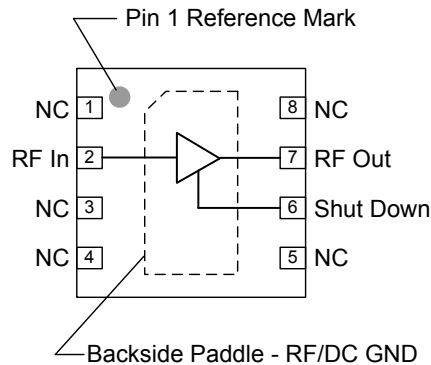 Pin 1 Reference Mark
NC 1 8 NC
RF In 2 7 RF Out
NC 3 6 Shut Down
NC 4 5 NC
Backside Paddle - RF/DC GND